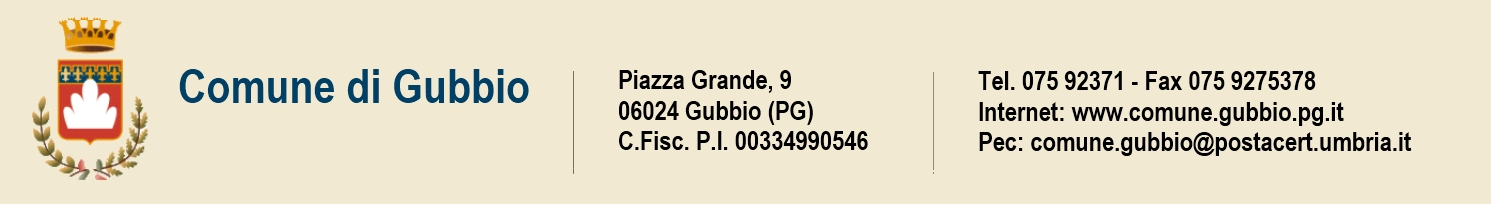 Comune di Gubbio
Piazza Grande, 9
06024 Gubbio (PG)
C.Fisc. P.I. 00334990546
Tel. 075 92371 - Fax 075 9275378
Internet: www.comune.gubbio.pg.it
Pec: comune.gubbio@postacert.umbria.it